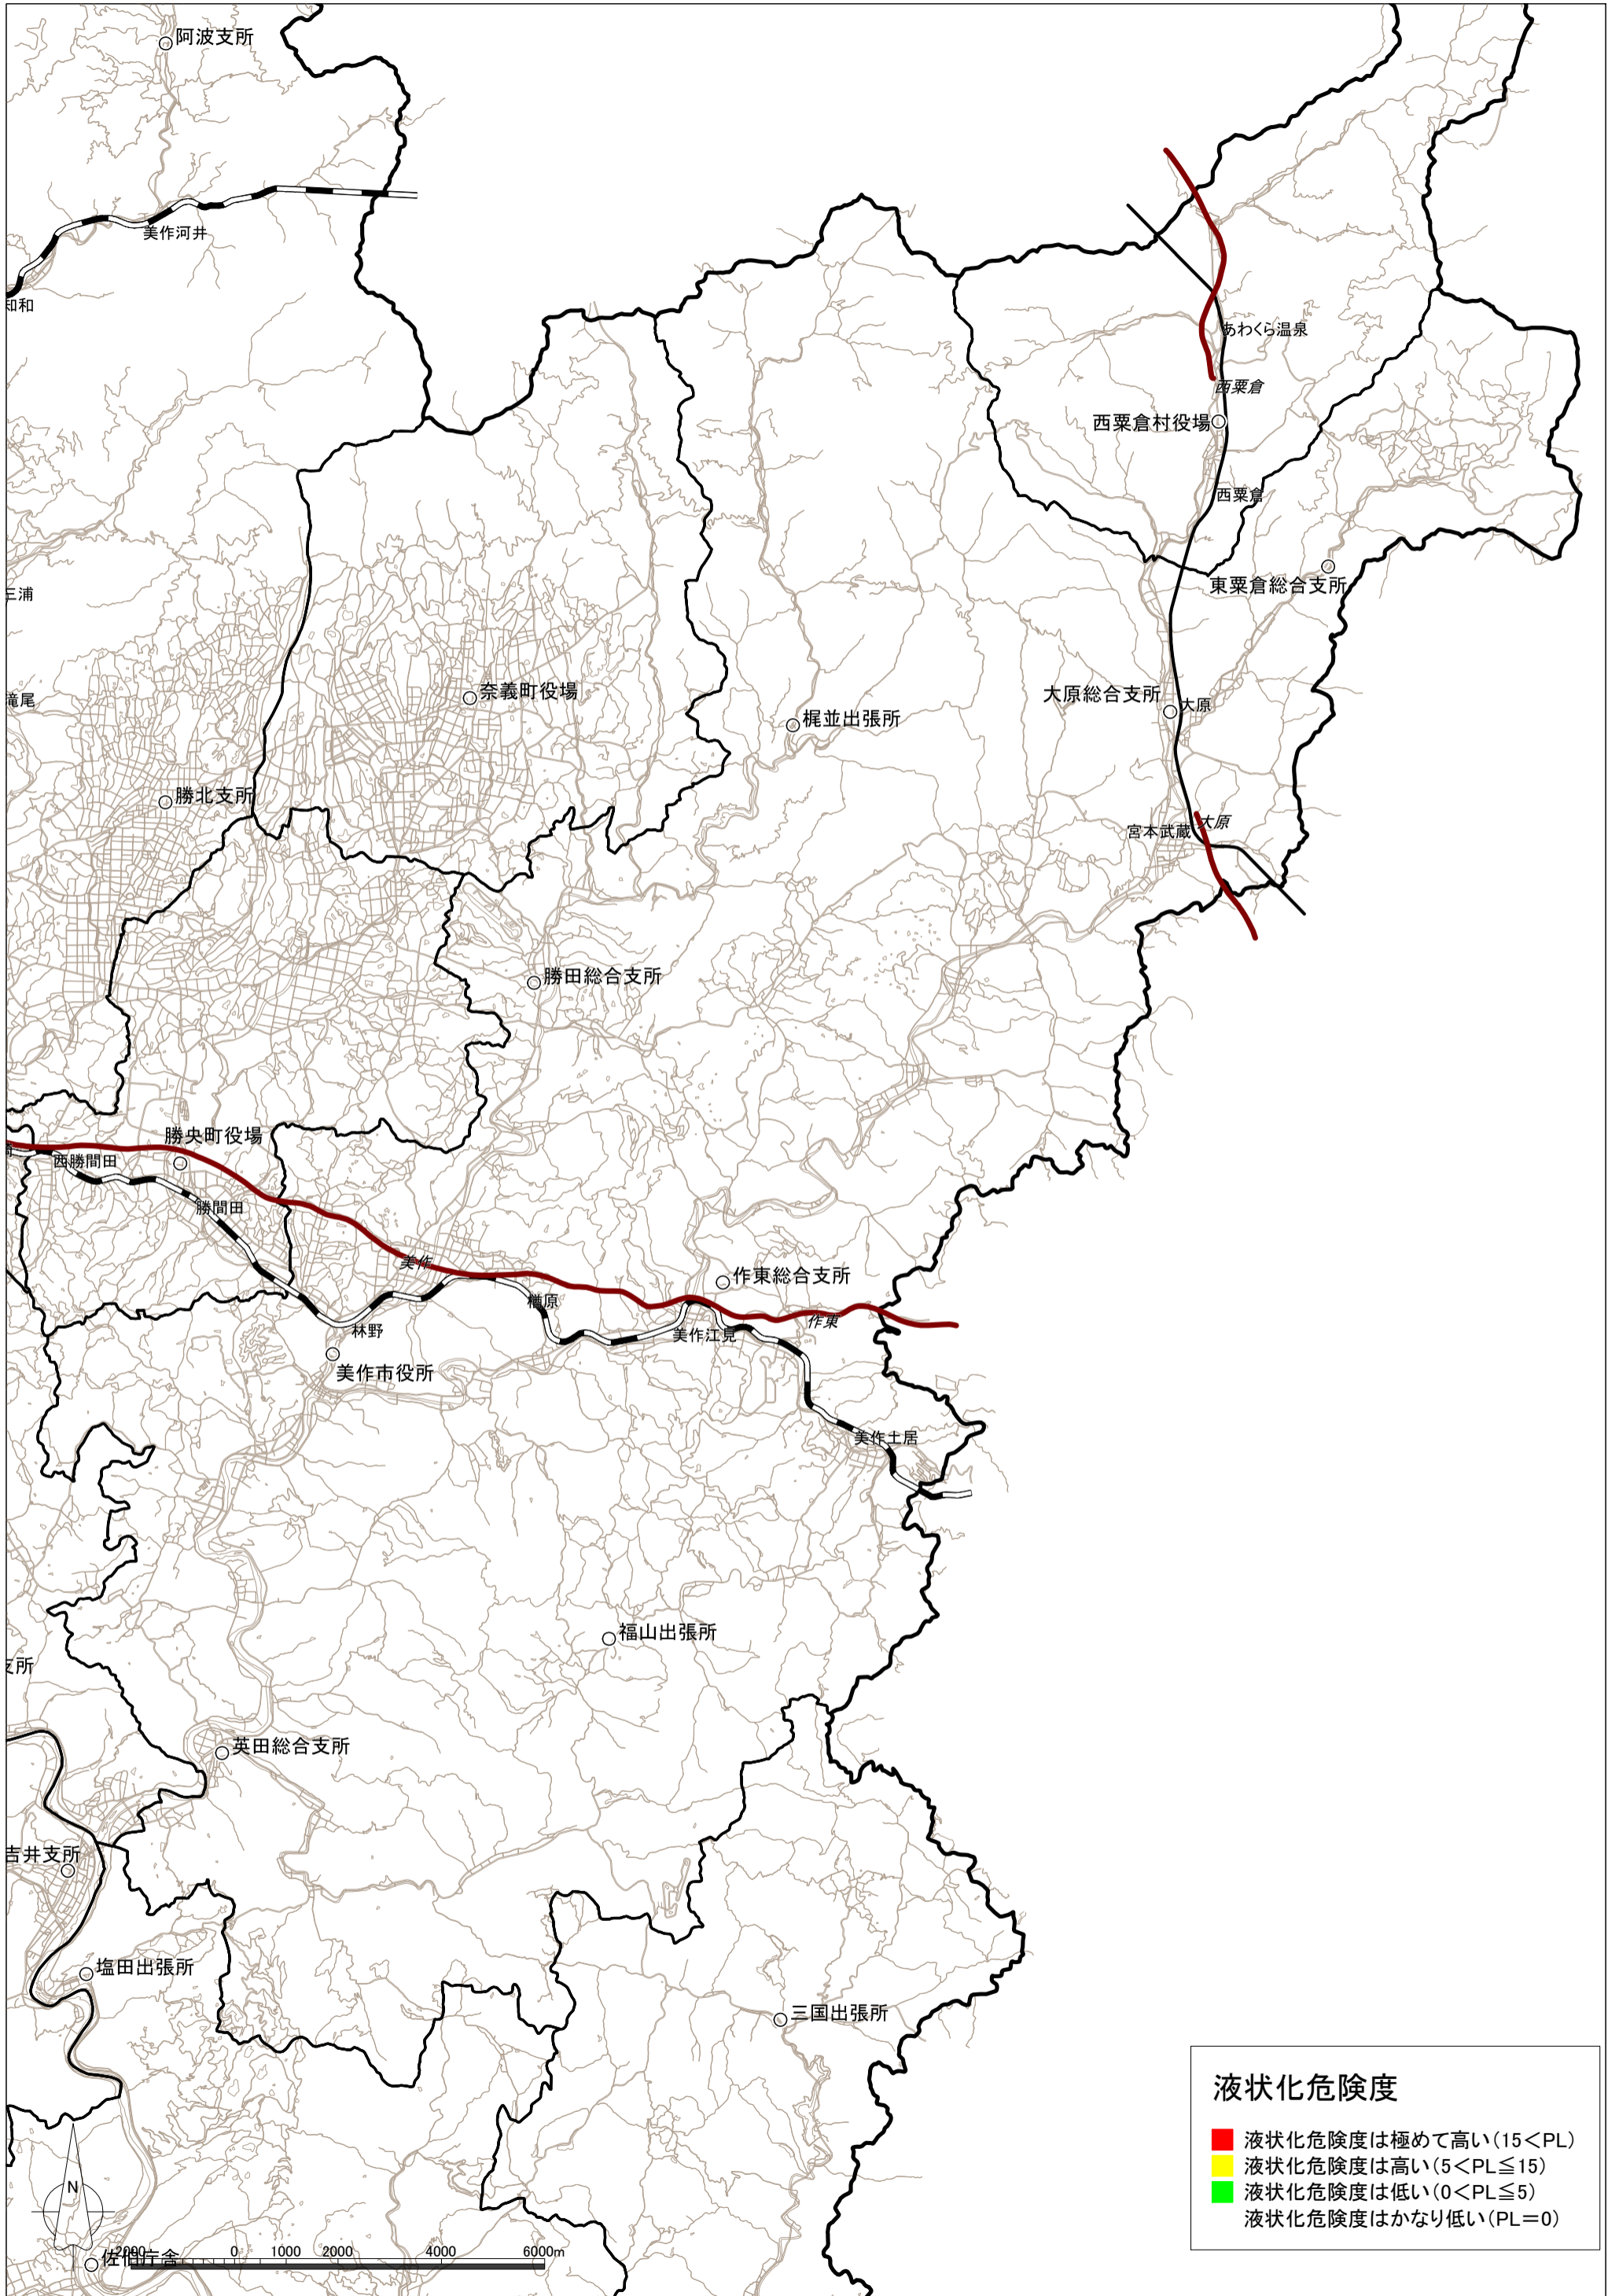 阿波支所
美作河井
知和
あわくら温泉
西粟倉
西粟倉村役場
西粟倉
東粟倉総合支所
三浦
滝尾
奈義町役場
大原総合支所
大原
梶並出張所
勝北支所
宮本武蔵
大原
勝田総合支所
勝央町役場
西勝間田
勝間田
美作
作東総合支所
楢原
林野
美作江見
作東
美作市役所
美作土居
福山出張所
支所
英田総合支所
吉井支所
塩田出張所
三国出張所
液状化危険度
液状化危険度は極めて高い(15<PL)
液状化危険度は高い(5<PL≦15)
液状化危険度は低い(0<PL≦5)
液状化危険度はかなり低い(PL=0)
N
佐伯庁舎
2000 0 1000 2000 4000 6000m